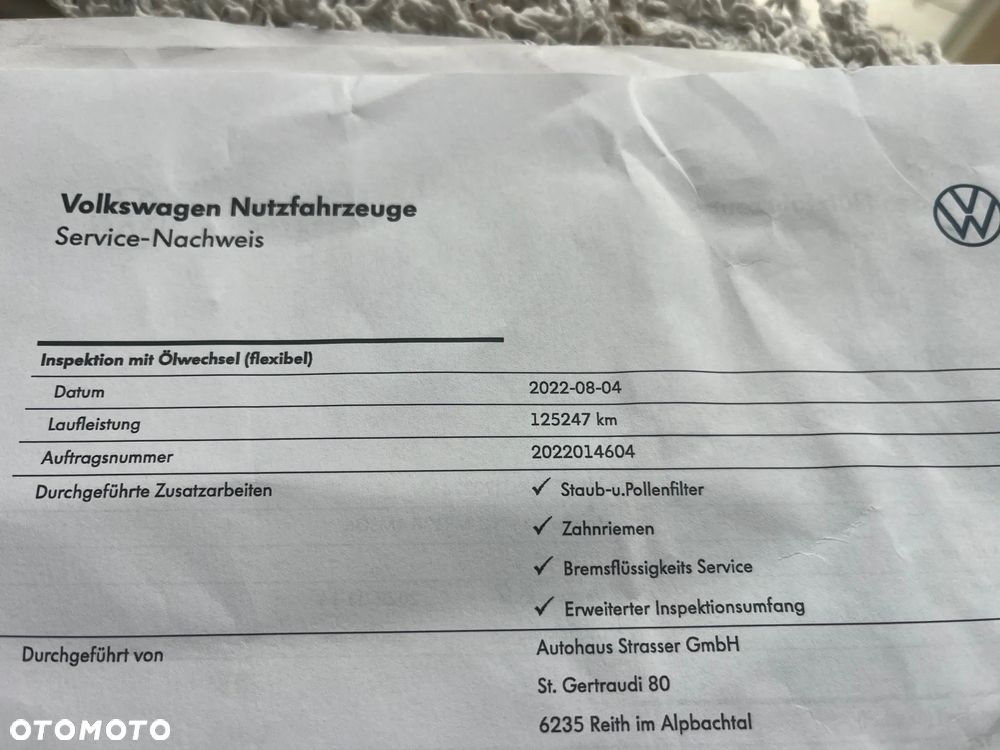 Volkswagen Nutzfahrzeuge
Service-Nachweis
Inspektion mit Ölwechsel (flexibel)
Datum 2022-08-04
Laufleistung 125247 km
Auftragsnummer 2022014604
Durchgeführte Zusatzarbeiten ✓ Staub-u.Pollenfilter
✓ Zahnriemen
✓ Bremsflüssigkeits Service
✓ Erweiterter Inspektionsumfang
Durchgeführt von Autohaus Strasser GmbH
St. Gertraudi 80
6235 Reith im Alpbachtal
OTOMOTO